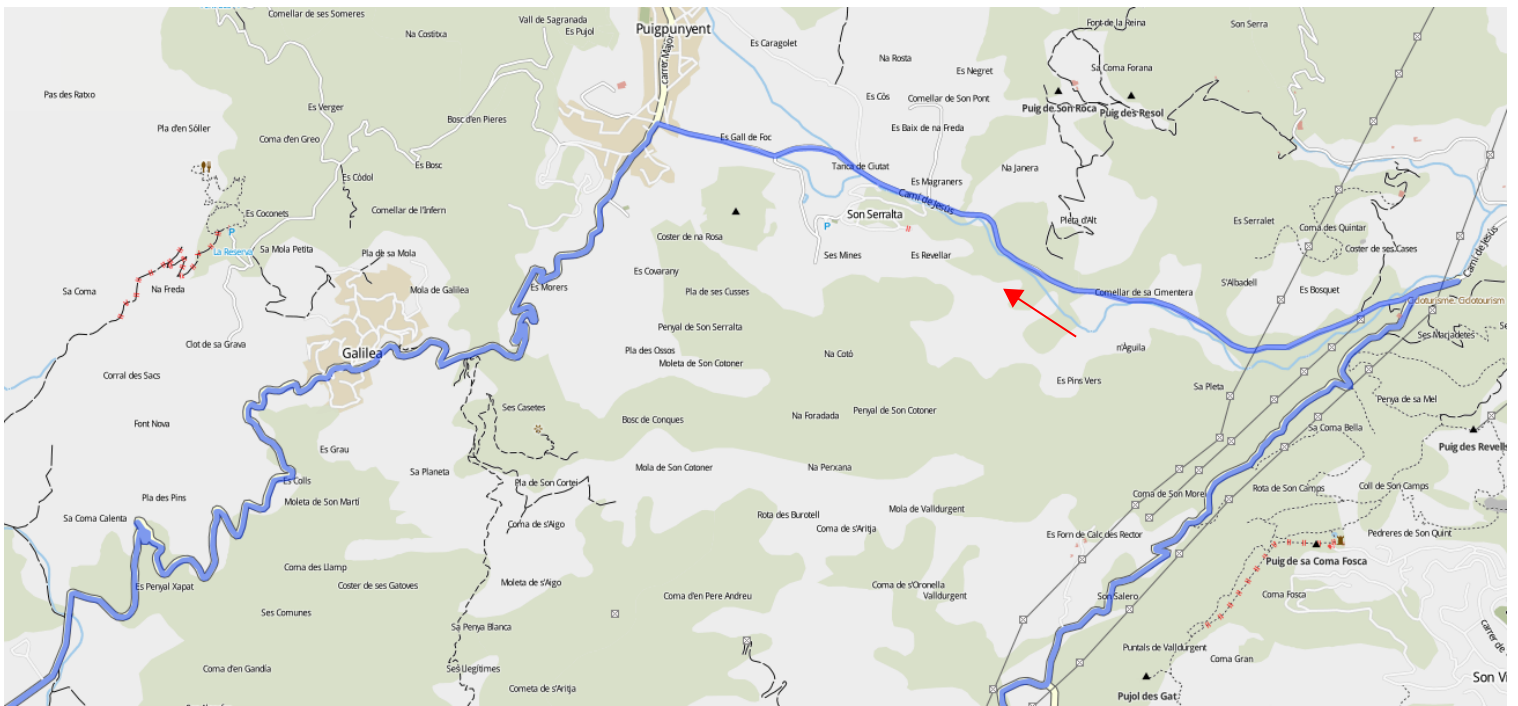 Comellar de ses Someres
Vall de Sagranada
Es Pujol
Na Costitxa
Puigpunyent
carrer Major
Es Caragolet
Na Rosta
Font de la Reina
Son Serra
Sa Coma Forana
Es Negret
Pas des Ratxo
Es Verger
Es Còs
Comellar de Son Pont
Puig de Son Roca
Puig des Resol
Pla d'en Sòller
Coma d'en Greo
Bosc d'en Pieres
Es Gall de Foc
Es Baix de na Freda
Es Bosc
Es Còdol
Tanca de Ciutat
Na Janera
Es Magraners
Camí de Jesús
Es Coconets
Comellar de l'Infern
P
La Reserva
Sa Mola Petita
Pla de sa Mola
Coster de na Rosa
Son Serralta
P
Pleta d'Alt
Es Serralet
Coma des Quintar
Coster de ses Cases
Camí de Jesús
Ses Mines
Es Revellar
Es Covarany
Sa Coma
Na Freda
Mola de Galilea
Es Morers
Pla de ses Cusses
Comellar de sa Cimentera
S'Albadell
Es Bosquet
Cicloturisme. Ciclotourism
Penyal de Son Serralta
Ses Marjadetes
Clot de sa Grava
Galilea
Pla des Ossos
Moleta de Son Cotoner
Na Cotó
n'Àguila
Corral des Sacs
Es Pins Vers
Sa Pleta
Penya de sa Mel
Font Nova
Ses Casetes
Bosc de Conques
Na Foradada
Penyal de Son Cotoner
Sa Coma Bella
Puig des Revells
Es Grau
Sa Planeta
Mola de Son Cotoner
Na Perxana
Es Colls
Pla de Son Cortei
Pla des Pins
Moleta de Son Martí
Coma de Son Morei
Rota de Son Camps
Coll de Son Camps
Sa Coma Calenta
Coma de s'Aigo
Rota des Burotell
Coma de s'Aritja
Mola de Valldurgent
Es Forn de Calc des Rector
Pedreres de Son Quint
Puig de sa Coma Fosca
Coma des Llamp
Es Penyal Xapat
Coster de ses Gatoves
Moleta de s'Aigo
Coma d'en Pere Andreu
Coma de s'Oronella
Valldurgent
Son Salero
Coma Fosca
Ses Comunes
Sa Penya Blanca
carrer de
Puntals de Valldurgent
Coma Gran
Coma d'en Gandia
Ses Llegítimes
Cometa de s'Aritja
Pujol des Gat
Son Vi